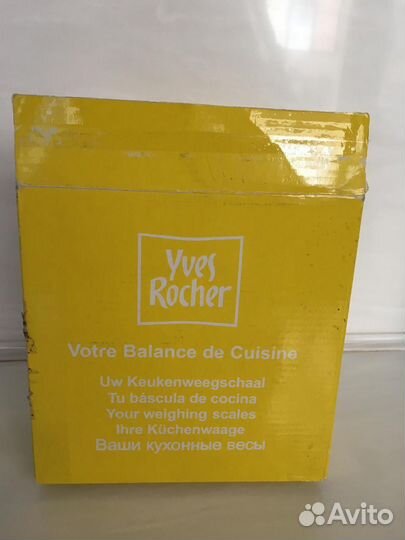 Yves
Rocher
Votre Balance de Cuisine
Uw Keukenweegschaal
Tu báscula de cocina
Your weighing scales
Ihre Küchenwaage
Ваши кухонные весы
Avito